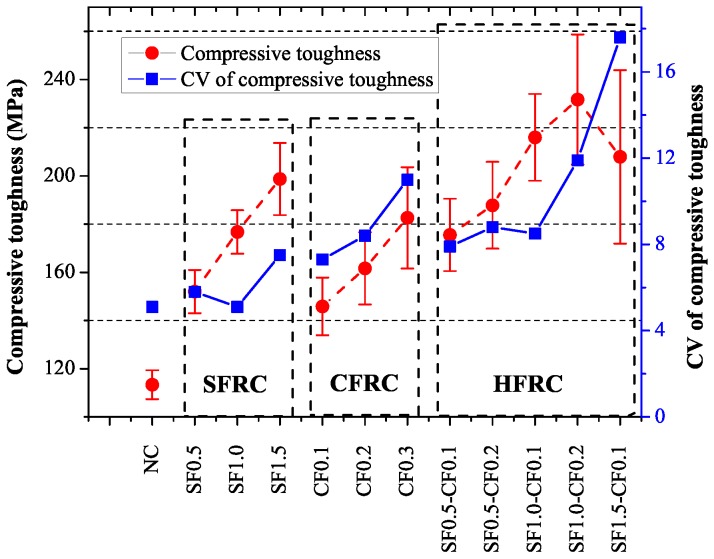 Compressive toughness
CV of compressive toughness
Compressive toughness (MPa)
240
200
160
120
16
12
8
4
0
CV of compressive toughness
SFRC
CFRC
HFRC
NC
SF0.5
SF1.0
SF1.5
CF0.1
CF0.2
CF0.3
SF0.5-CF0.1
SF0.5-CF0.2
SF1.0-CF0.1
SF1.0-CF0.2
SF1.5-CF0.1